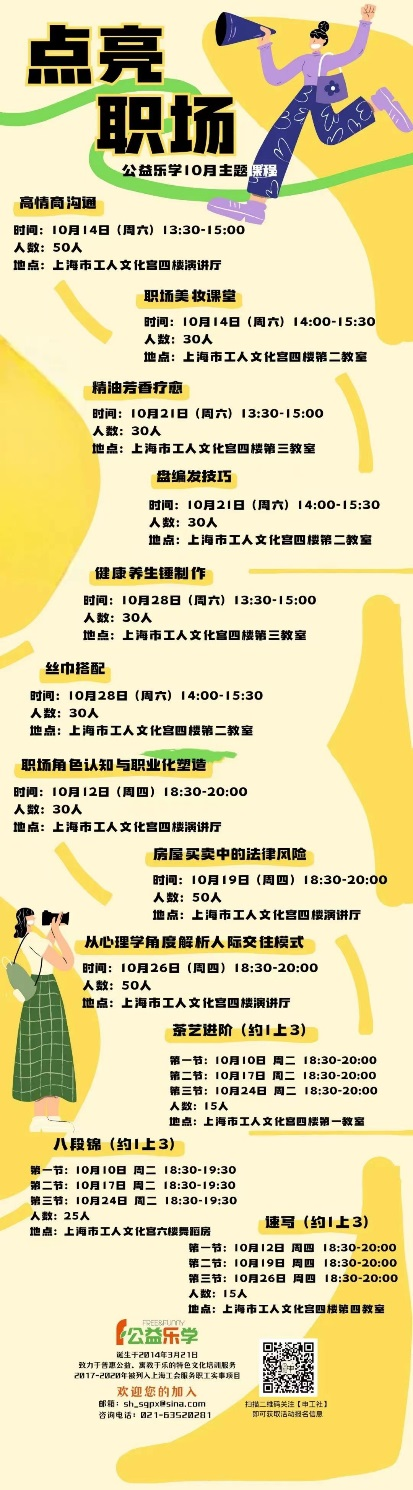 点亮
职场
公益乐学10月主题课程
高情商沟通
时间：10月14日（周六）13:30-15:00
人数：50人
地点：上海市工人文化宫四楼演讲厅
职场美妆课堂
时间：10月14日（周六）14:00-15:30
人数：30人
地点：上海市工人文化宫四楼第二教室
精油芳香疗愈
时间：10月21日（周六）13:30-15:00
人数：30人
地点：上海市工人文化宫四楼第三教室
盘编发技巧
时间：10月21日（周六）14:00-15:30
人数：30人
地点：上海市工人文化宫四楼第二教室
健康养生锤制作
时间：10月28日（周六）13:30-15:00
人数：30人
地点：上海市工人文化宫四楼第三教室
丝巾搭配
时间：10月28日（周六）14:00-15:30
人数：30人
地点：上海市工人文化宫四楼第二教室
职场角色认知与职业化塑造
时间：10月12日（周四）18:30-20:00
人数：30人
地点：上海市工人文化宫四楼演讲厅
房屋买卖中的法律风险
时间：10月19日（周四）18:30-20:00
人数：50人
地点：上海市工人文化宫四楼演讲厅
从心理学角度解析人际交往模式
时间：10月26日（周四）18:30-20:00
人数：50人
地点：上海市工人文化宫四楼演讲厅
茶艺进阶（约1上3）
第一节：10月10日 周二 18:30-20:00
第二节：10月17日 周二 18:30-20:00
第三节：10月24日 周二 18:30-20:00
人数：15人
地点：上海市工人文化宫四楼第一教室
八段锦（约1上3）
第一节：10月10日 周二 18:30-19:30
第二节：10月17日 周二 18:30-19:30
第三节：10月24日 周二 18:30-19:30
人数：25人
地点：上海市工人文化宫六楼舞蹈房
速写（约1上3）
第一节：10月12日 周四 18:30-20:00
第二节：10月19日 周四 18:30-20:00
第三节：10月26日 周四 18:30-20:00
人数：15人
地点：上海市工人文化宫四楼第四教室
FREE&FUNNY
公益乐学
诞生于2014年3月21日
致力于普惠公益、寓教于乐的特色文化培训服务
2017-2020年被列入上海工会服务职工实事项目
欢迎您的加入
邮箱：sh_sgpx@sina.com
咨询电话：021-63520281
扫描二维码关注【申工社】
即可获取活动报名信息